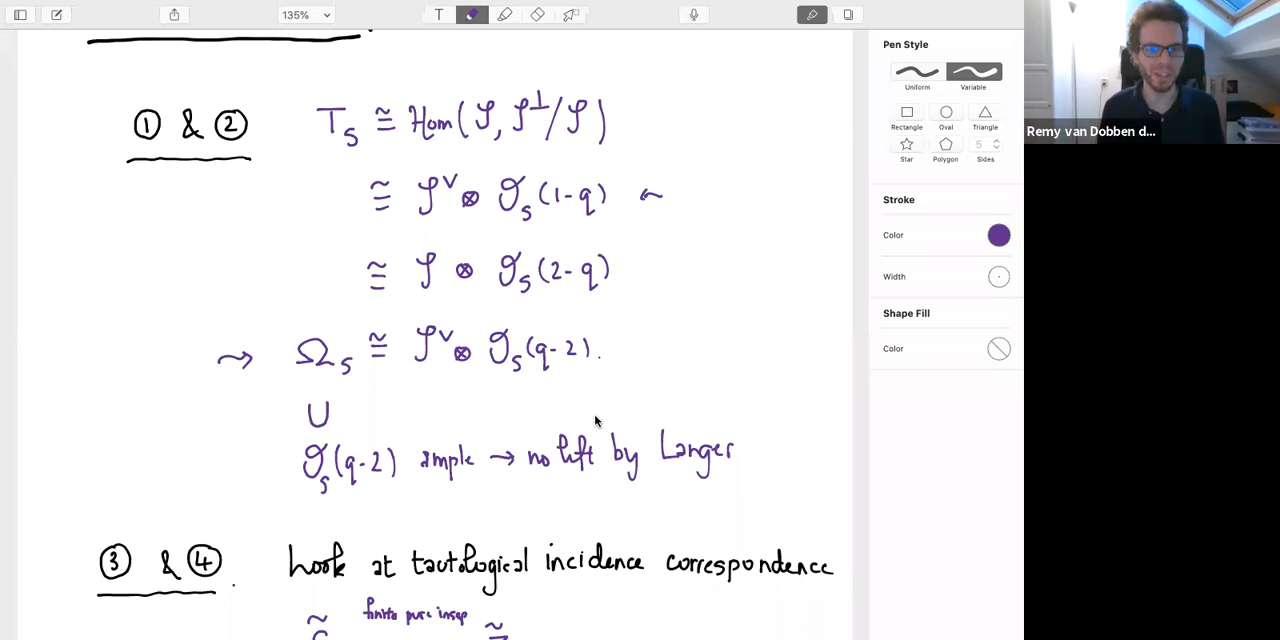 135%
T
Pen Style
Uniform
Variable
Rectangle
Oval
Triangle
Star
Polygon
5
Sides
Stroke
Color
Width
Shape Fill
Color
Remy van Dobben d...
① & ② T_S ≅ Hom(𝒮, 𝒮^⊥/𝒮)
≅ 𝒮^∨ ⊗ 𝒪_S(1-q) ~
≅ 𝒮 ⊗ 𝒪_S(2-q)
⇝ Ω_S ≅ 𝒮^∨ ⊗ 𝒪_S(q-2).
∪
𝒪_S(q-2) ample → no lift by Langer
③ & ④. Look at tautological incidence correspondence
finite pure insep